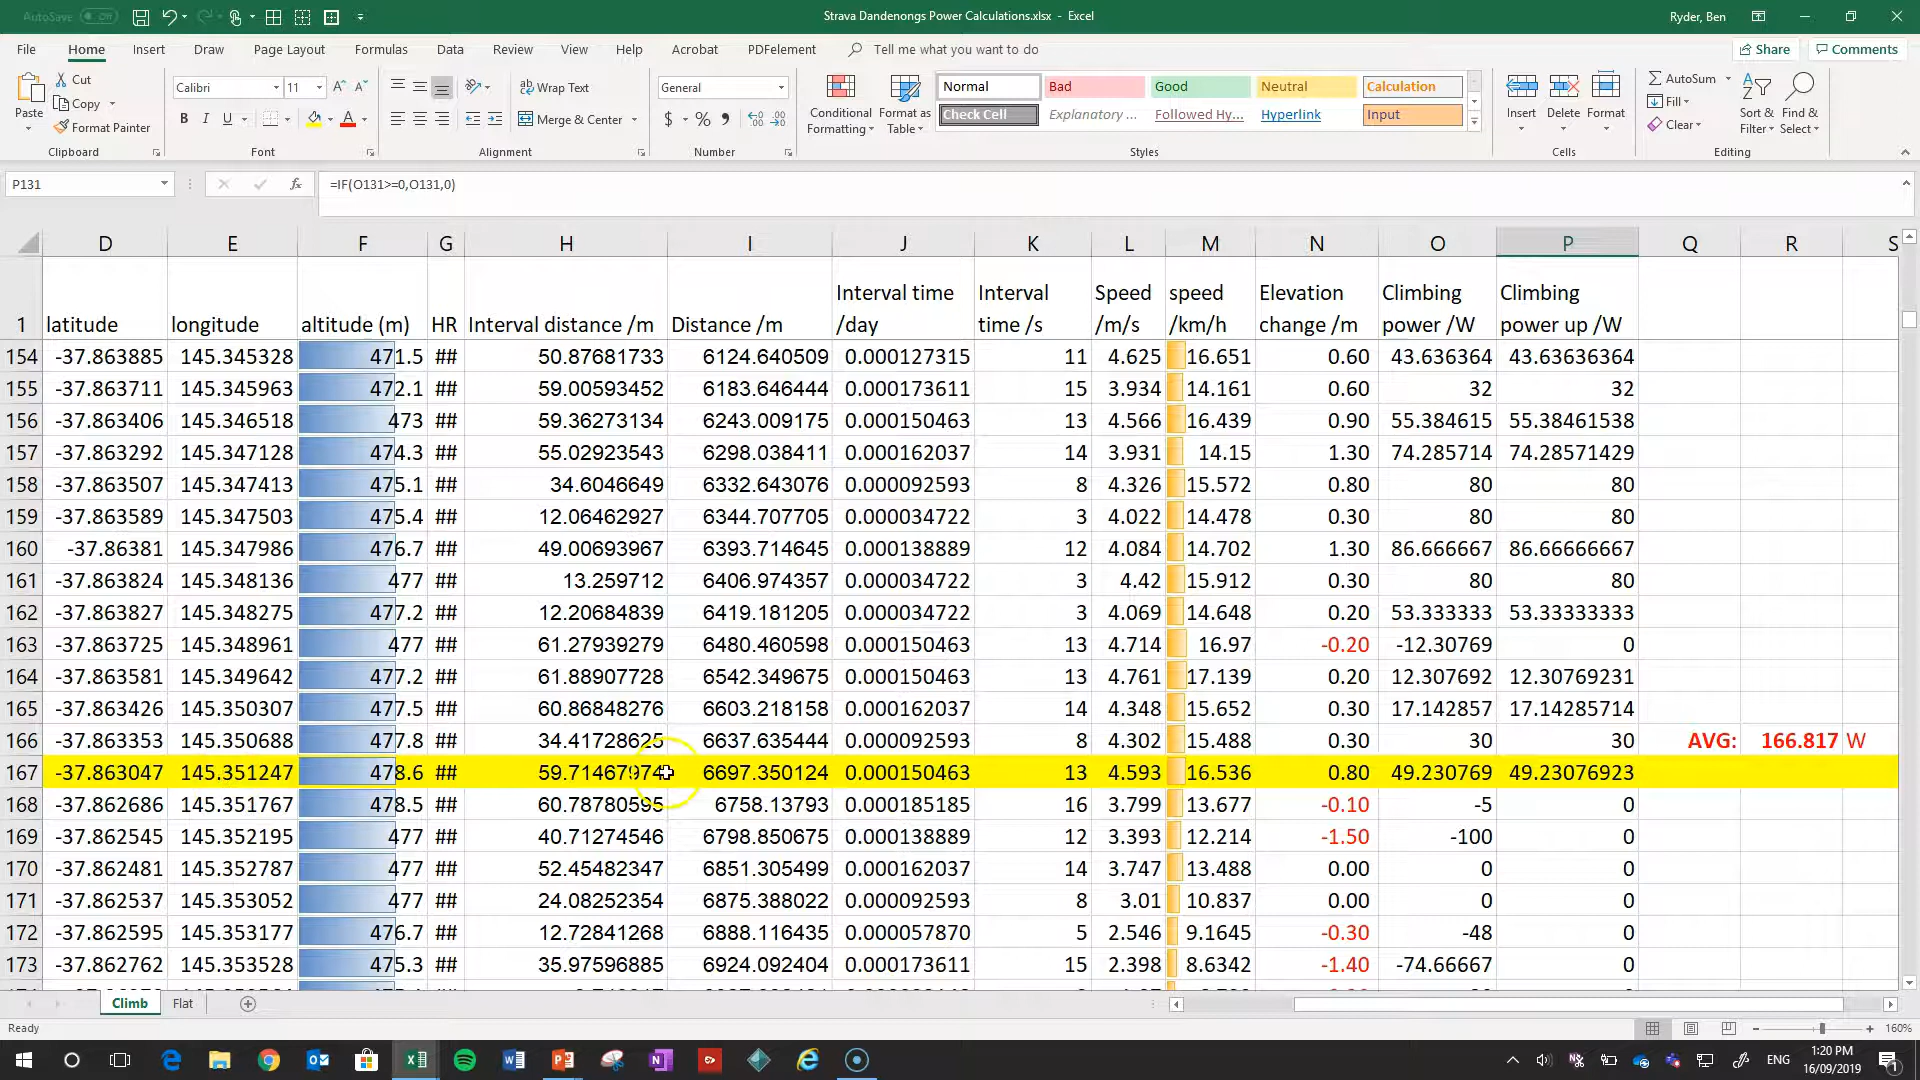 AutoSave Off
Strava Dandenongs Power Calculations.xlsx - Excel
Ryder, Ben
File Home Insert Draw Page Layout Formulas Data Review View Help Acrobat PDFelement Tell me what you want to do Share Comments
Paste Cut Copy Format Painter
Clipboard
Calibri 11
B I U
Font
Wrap Text
Merge & Center
Alignment
General
$ % ,
Number
Conditional Formatting Format as Table
Normal Bad Good Neutral Calculation
Check Cell Explanatory ... Followed Hy... Hyperlink Input
Styles
Insert Delete Format
Cells
AutoSum
Fill
Clear
Sort & Filter Find & Select
Editing
P131 fx =IF(O131>=0,O131,0)
D E F G H I J K L M N O P Q R S
1 latitude longitude altitude (m) HR Interval distance /m Distance /m Interval time /day Interval time /s Speed /m/s speed /km/h Elevation change /m Climbing power /W Climbing power up /W
154 -37.863885 145.345328 471.5 ## 50.87681733 6124.640509 0.000127315 11 4.625 16.651 0.60 43.636364 43.63636364
155 -37.863711 145.345963 472.1 ## 59.00593452 6183.646444 0.000173611 15 3.934 14.161 0.60 32 32
156 -37.863406 145.346518 473 ## 59.36273134 6243.009175 0.000150463 13 4.566 16.439 0.90 55.384615 55.38461538
157 -37.863292 145.347128 474.3 ## 55.02923543 6298.038411 0.000162037 14 3.931 14.15 1.30 74.285714 74.28571429
158 -37.863507 145.347413 475.1 ## 34.6046649 6332.643076 0.000092593 8 4.326 15.572 0.80 80 80
159 -37.863589 145.347503 475.4 ## 12.06462927 6344.707705 0.000034722 3 4.022 14.478 0.30 80 80
160 -37.86381 145.347986 476.7 ## 49.00693967 6393.714645 0.000138889 12 4.084 14.702 1.30 86.666667 86.66666667
161 -37.863824 145.348136 477 ## 13.259712 6406.974357 0.000034722 3 4.42 15.912 0.30 80 80
162 -37.863827 145.348275 477.2 ## 12.20684839 6419.181205 0.000034722 3 4.069 14.648 0.20 53.333333 53.33333333
163 -37.863725 145.348961 477 ## 61.27939279 6480.460598 0.000150463 13 4.714 16.97 -0.20 -12.30769 0
164 -37.863581 145.349642 477.2 ## 61.88907728 6542.349675 0.000150463 13 4.761 17.139 0.20 12.307692 12.30769231
165 -37.863426 145.350307 477.5 ## 60.86848276 6603.218158 0.000162037 14 4.348 15.652 0.30 17.142857 17.14285714
166 -37.863353 145.350688 477.8 ## 34.41728625 6637.635444 0.000092593 8 4.302 15.488 0.30 30 30 AVG: 166.817 W
167 -37.863047 145.351247 478.6 ## 59.71467974 6697.350124 0.000150463 13 4.593 16.536 0.80 49.230769 49.23076923
168 -37.862686 145.351767 478.5 ## 60.78780595 6758.13793 0.000185185 16 3.799 13.677 -0.10 -5 0
169 -37.862545 145.352195 477 ## 40.71274546 6798.850675 0.000138889 12 3.393 12.214 -1.50 -100 0
170 -37.862481 145.352787 477 ## 52.45482347 6851.305499 0.000162037 14 3.747 13.488 0.00 0 0
171 -37.862537 145.353052 477 ## 24.08252354 6875.388022 0.000092593 8 3.01 10.837 0.00 0 0
172 -37.862595 145.353177 476.7 ## 12.72841268 6888.116435 0.000057870 5 2.546 9.1645 -0.30 -48 0
173 -37.862762 145.353528 475.3 ## 35.97596885 6924.092404 0.000173611 15 2.398 8.6342 -1.40 -74.66667 0
Climb Flat
Ready 160%
ENG 1:20 PM
16/09/2019